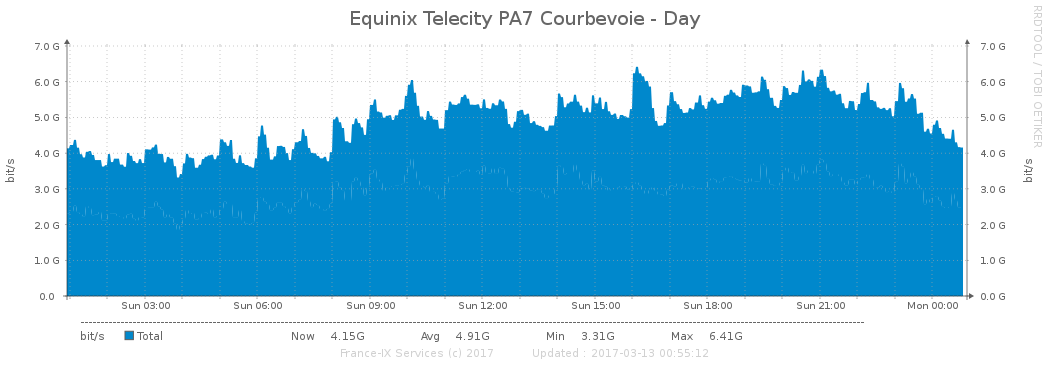 Equinix Telecity PA7 Courbevoie - Day
RRDTOOL / TOBI OETIKER
bit/s
7.0 G 7.0 G
6.0 G 6.0 G
5.0 G 5.0 G
4.0 G 4.0 G
3.0 G 3.0 G
2.0 G 2.0 G
1.0 G 1.0 G
0.0 0.0 G
bit/s
Sun 03:00 Sun 06:00 Sun 09:00 Sun 12:00 Sun 15:00 Sun 18:00 Sun 21:00 Mon 00:00
bit/s Total Now 4.15G Avg 4.91G Min 3.31G Max 6.41G
France-IX Services (c) 2017 Updated : 2017-03-13 00:55:12